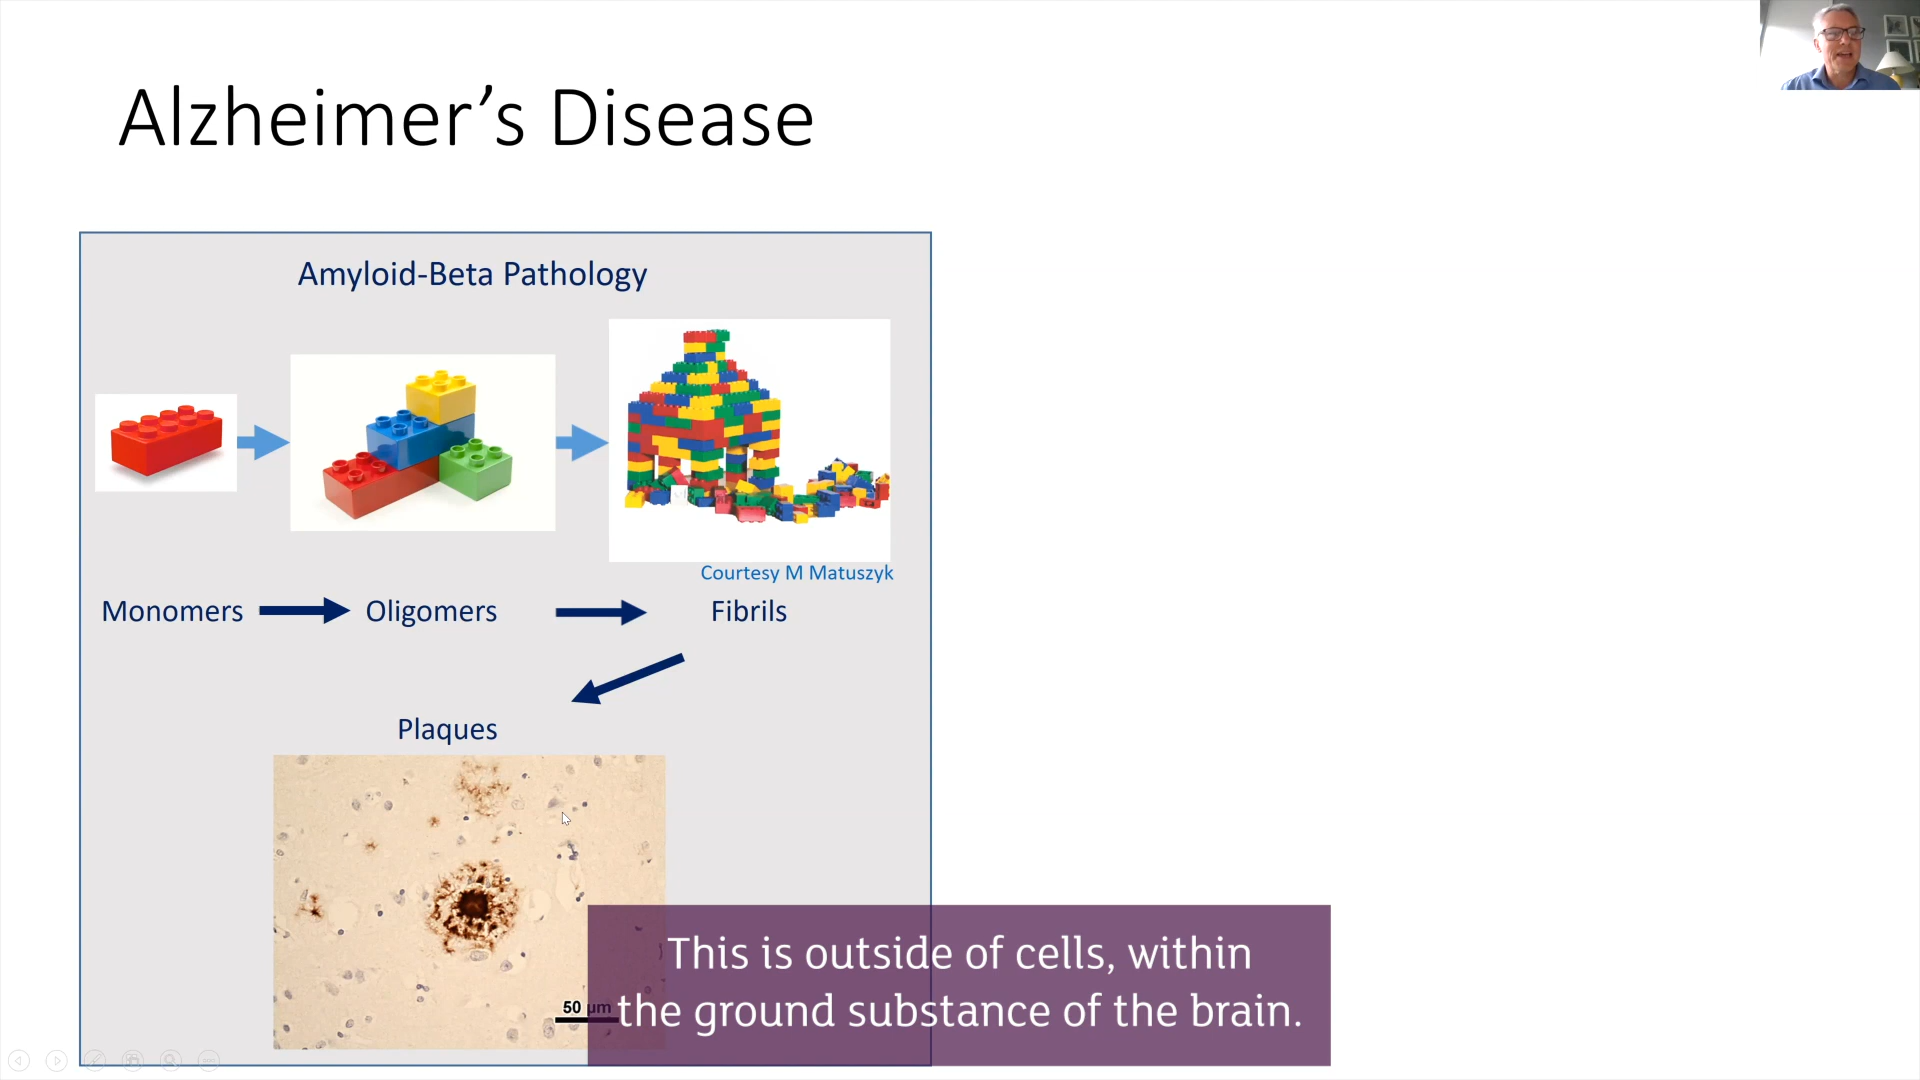 Alzheimer’s Disease
Amyloid-Beta Pathology
Courtesy M Matuszyk
Monomers
Oligomers
Fibrils
Plaques
50 μm
This is outside of cells, within
the ground substance of the brain.